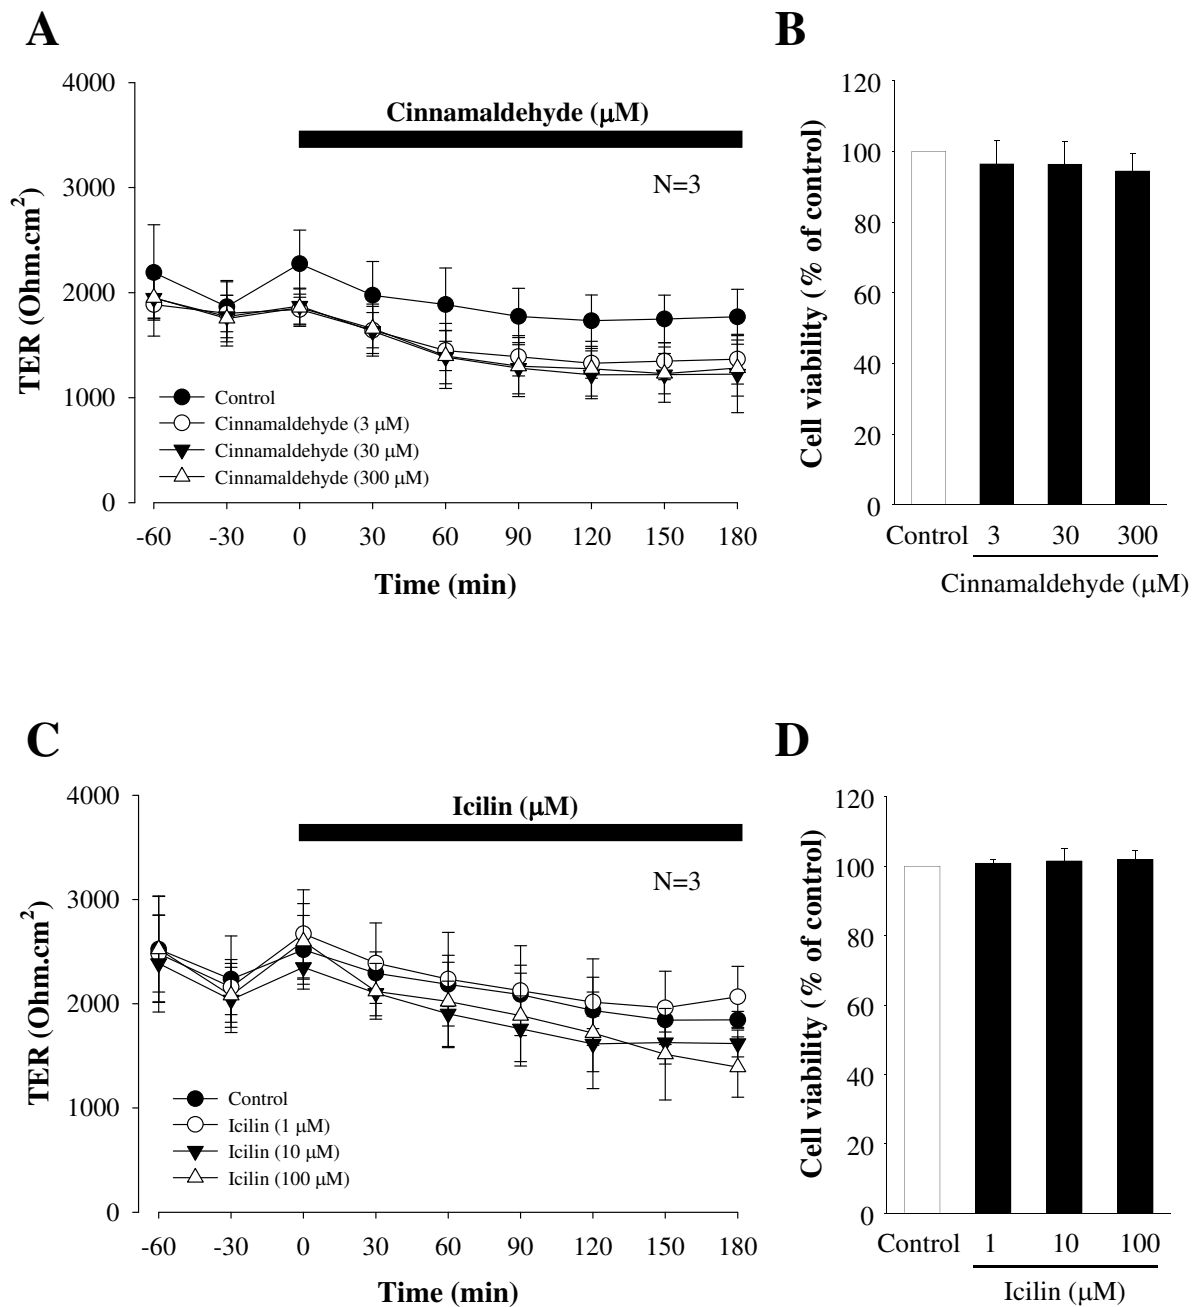 A
4000
3000
2000
1000
0
TER (Ohm.cm²)
Cinnamaldehyde (μM)
N=3
Control
Cinnamaldehyde (3 μM)
Cinnamaldehyde (30 μM)
Cinnamaldehyde (300 μM)
-60 -30 0 30 60 90 120 150 180
Time (min)
B
120
100
80
60
40
20
0
Cell viability (% of control)
Control 3 30 300
Cinnamaldehyde (μM)
C
4000
3000
2000
1000
0
TER (Ohm.cm²)
Icilin (μM)
N=3
Control
Icilin (1 μM)
Icilin (10 μM)
Icilin (100 μM)
-60 -30 0 30 60 90 120 150 180
Time (min)
D
120
100
80
60
40
20
0
Cell viability (% of control)
Control 1 10 100
Icilin (μM)